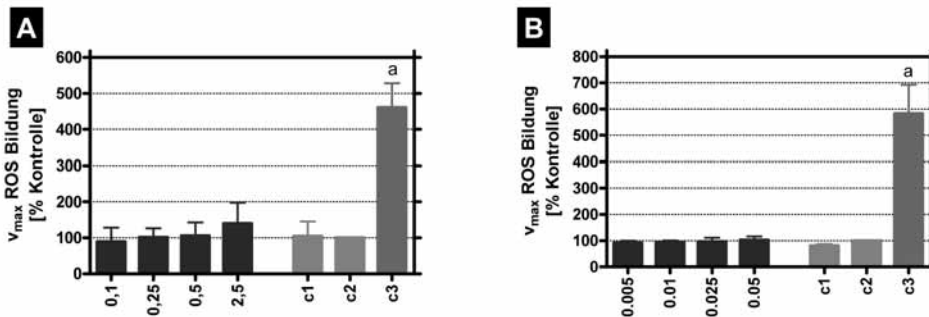 A
v max ROS Bildung
[% Kontrolle]
600
500
400
300
200
100
0
a
0,1
0,25
0,5
2,5
c1
c2
c3
B
v max ROS Bildung
[% Kontrolle]
800
700
600
500
400
300
200
100
0
a
0.005
0.01
0.025
0.05
c1
c2
c3